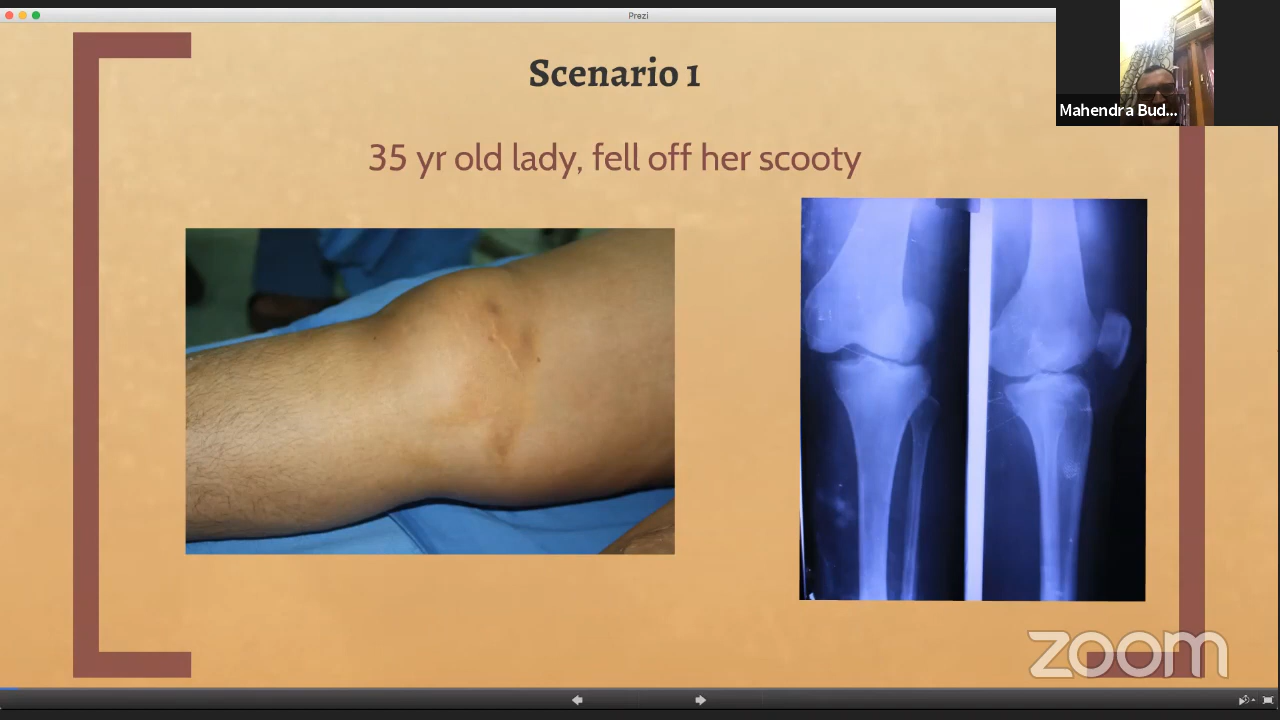 Prezi
Scenario 1
Mahendra Bud...
35 yr old lady, fell off her scooty
zoom